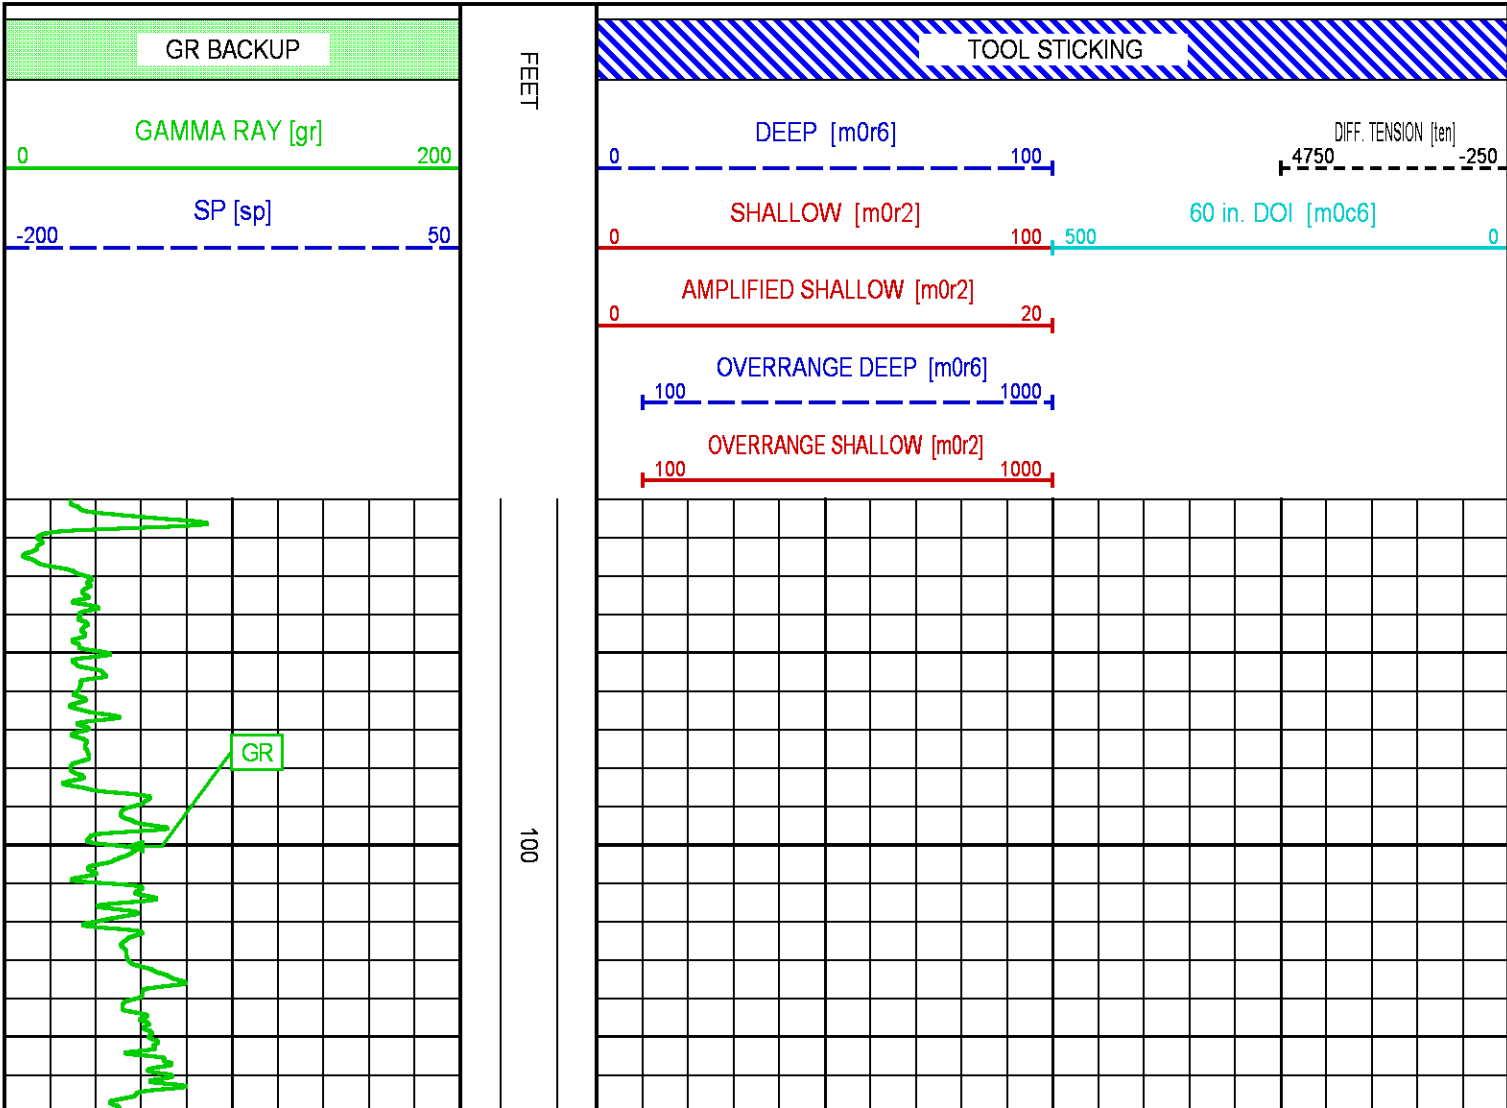 GR BACKUP
FEET
TOOL STICKING
GAMMA RAY [gr]
0 200
SP [sp]
-200 50
DEEP [m0r6]
0 100
DIFF. TENSION [ten]
4750 -250
SHALLOW [m0r2]
0 100
60 in. DOI [m0c6]
500 0
AMPLIFIED SHALLOW [m0r2]
0 20
OVERRANGE DEEP [m0r6]
100 1000
OVERRANGE SHALLOW [m0r2]
100 1000
GR
100